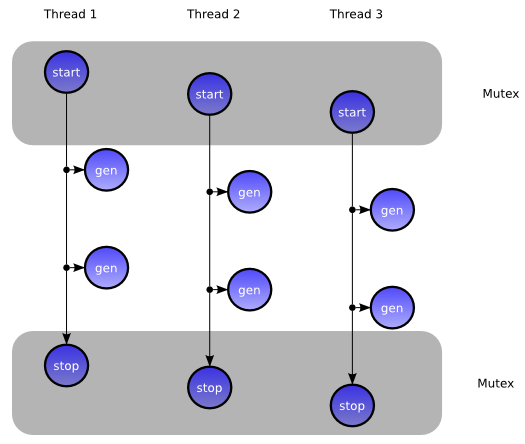 Thread 1
Thread 2
Thread 3
start
start
start
Mutex
gen
gen
gen
gen
gen
gen
stop
stop
stop
Mutex